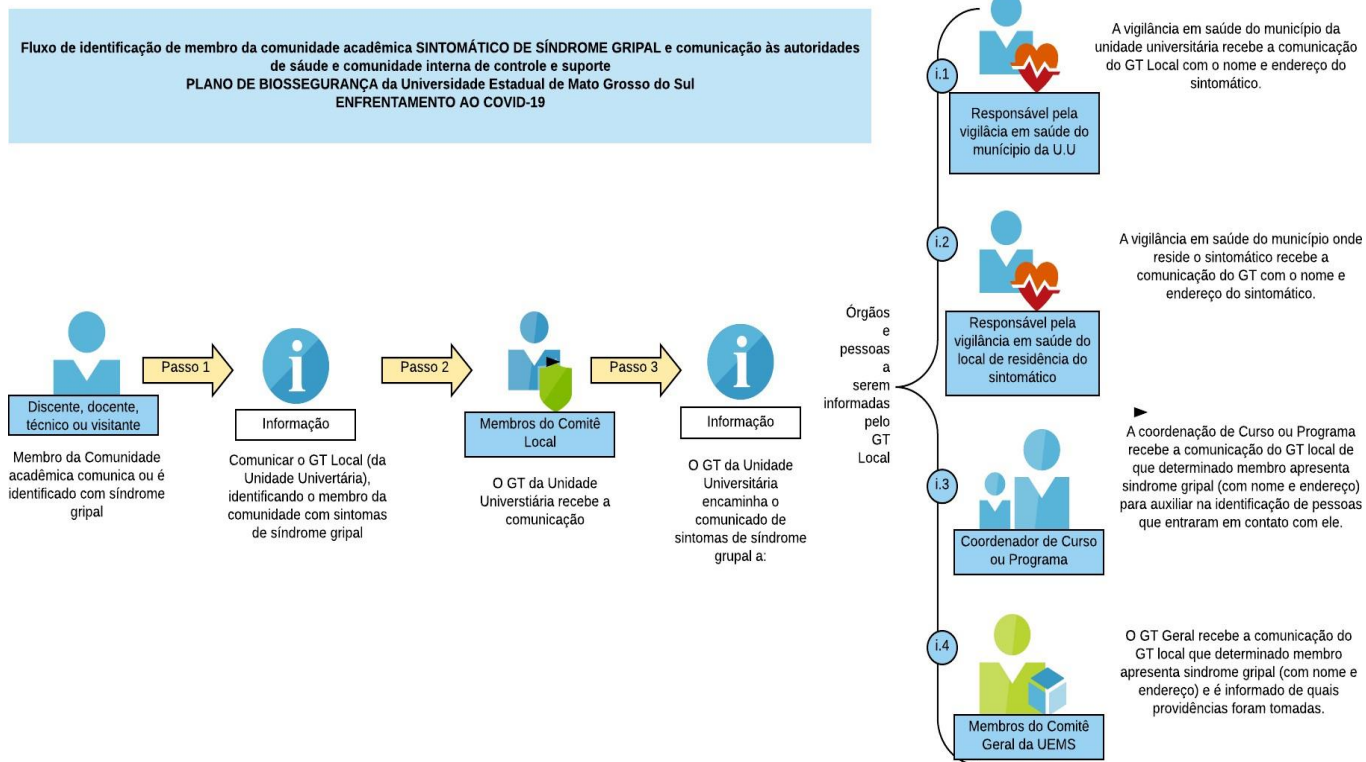 Fluxo de identificação de membro da comunidade acadêmica SINTOMÁTICO DE SÍNDROME GRIPAL e comunicação às autoridades
de sáude e comunidade interna de controle e suporte
PLANO DE BIOSSEGURANÇA da Universidade Estadual de Mato Grosso do Sul
ENFRENTAMENTO AO COVID-19
Discente, docente,
técnico ou visitante
Membro da Comunidade
acadêmica comunica ou é
identificado com síndrome
gripal
Passo 1
Informação
Comunicar o GT Local (da
Unidade Univertária),
identificando o membro da
comunidade com sintomas
de síndrome gripal
Passo 2
Membros do Comitê
Local
O GT da Unidade
Universtiária recebe a
comunicação
Passo 3
Informação
O GT da Unidade
Universitária
encaminha o
comunicado de
sintomas de síndrome
grupal a:
Órgãos
e
pessoas
a
serem
informadas
pelo
GT
Local
i.1
Responsável pela
vigilâcia em saúde do
munícipio da U.U
A vigilância em saúde do município da
unidade universitária recebe a comunicação
do GT Local com o nome e endereço do
sintomático.
i.2
Responsável pela
vigilância em saúde do
local de residência do
sintomático
A vigilância em saúde do município onde
reside o sintomático recebe a
comunicação do GT com o nome e
endereço do sintomático.
i.3
Coordenador de Curso
ou Programa
A coordenação de Curso ou Programa
recebe a comunicação do GT local de
que determinado membro apresenta
sindrome gripal (com nome e endereço)
para auxiliar na identificação de pessoas
que entraram em contato com ele.
i.4
Membros do Comitê
Geral da UEMS
O GT Geral recebe a comunicação do
GT local que determinado membro
apresenta sindrome gripal (com nome e
endereço) e é informado de quais
providências foram tomadas.